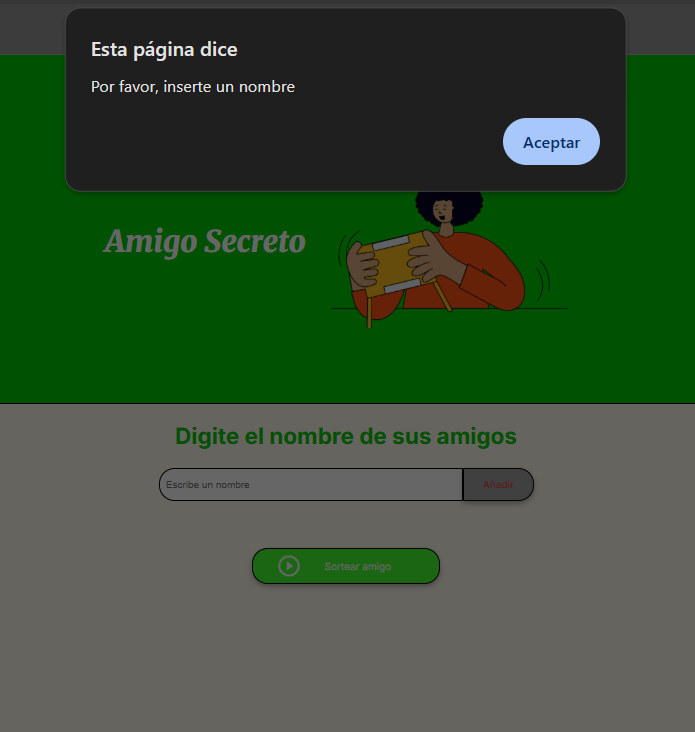 Esta página dice
Por favor, inserte un nombre
Aceptar
Amigo Secreto
Digite el nombre de sus amigos
Escribe un nombre
Añadir
Sortear amigo